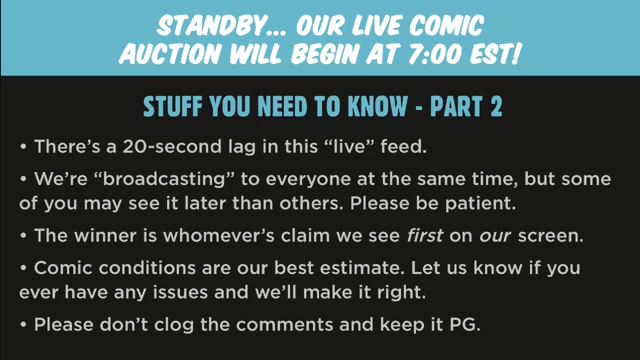 STANDBY... OUR LIVE COMIC
AUCTION WILL BEGIN AT 7:00 EST!
STUFF YOU NEED TO KNOW - PART 2
• There's a 20-second lag in this “live” feed.
• We're “broadcasting” to everyone at the same time, but some
of you may see it later than others. Please be patient.
• The winner is whomever's claim we see first on our screen.
• Comic conditions are our best estimate. Let us know if you
ever have any issues and we'll make it right.
• Please don't clog the comments and keep it PG.